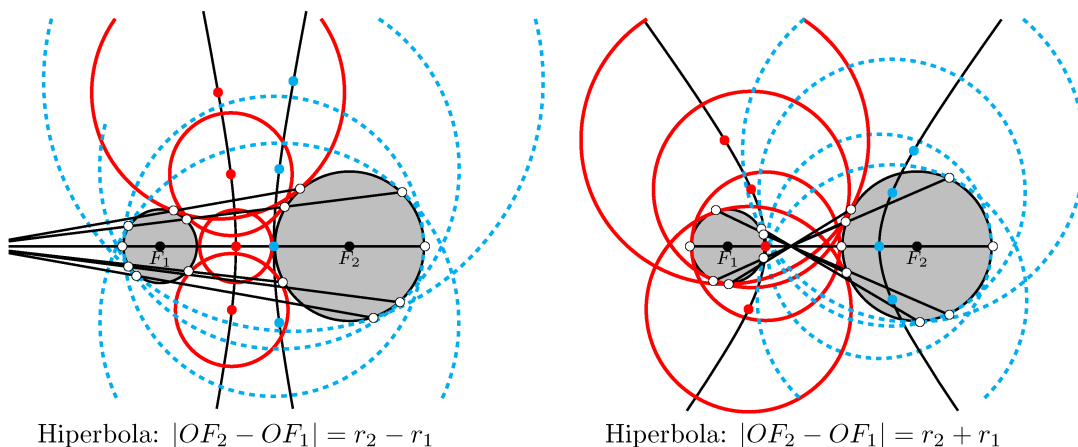 F₁ F₂ F₁ F₂
Hiperbola: |OF₂ − OF₁| = r₂ − r₁
Hiperbola: |OF₂ − OF₁| = r₂ + r₁